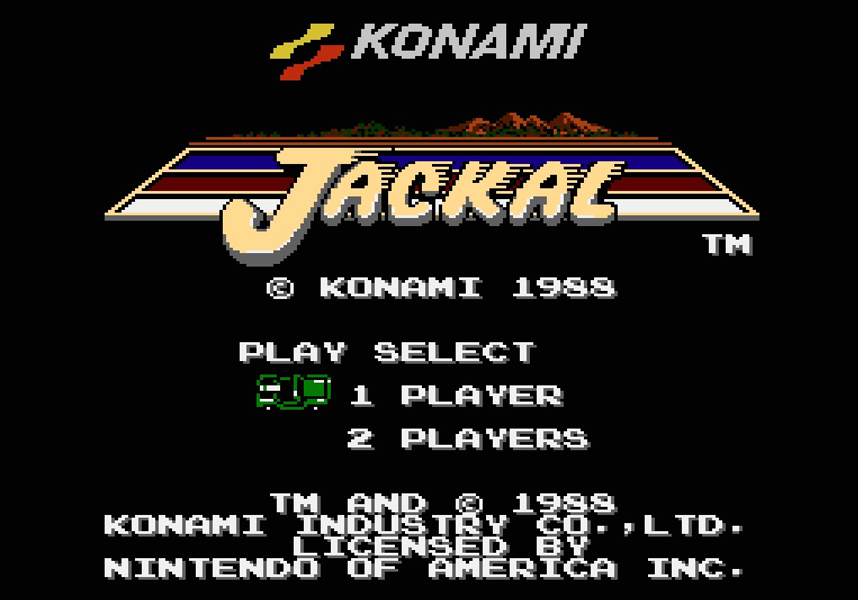 KONAMI
JACKAL
TM
© KONAMI 1988
PLAY SELECT
1 PLAYER
2 PLAYERS
TM AND © 1988
KONAMI INDUSTRY CO.,LTD.
LICENSED BY
NINTENDO OF AMERICA INC.